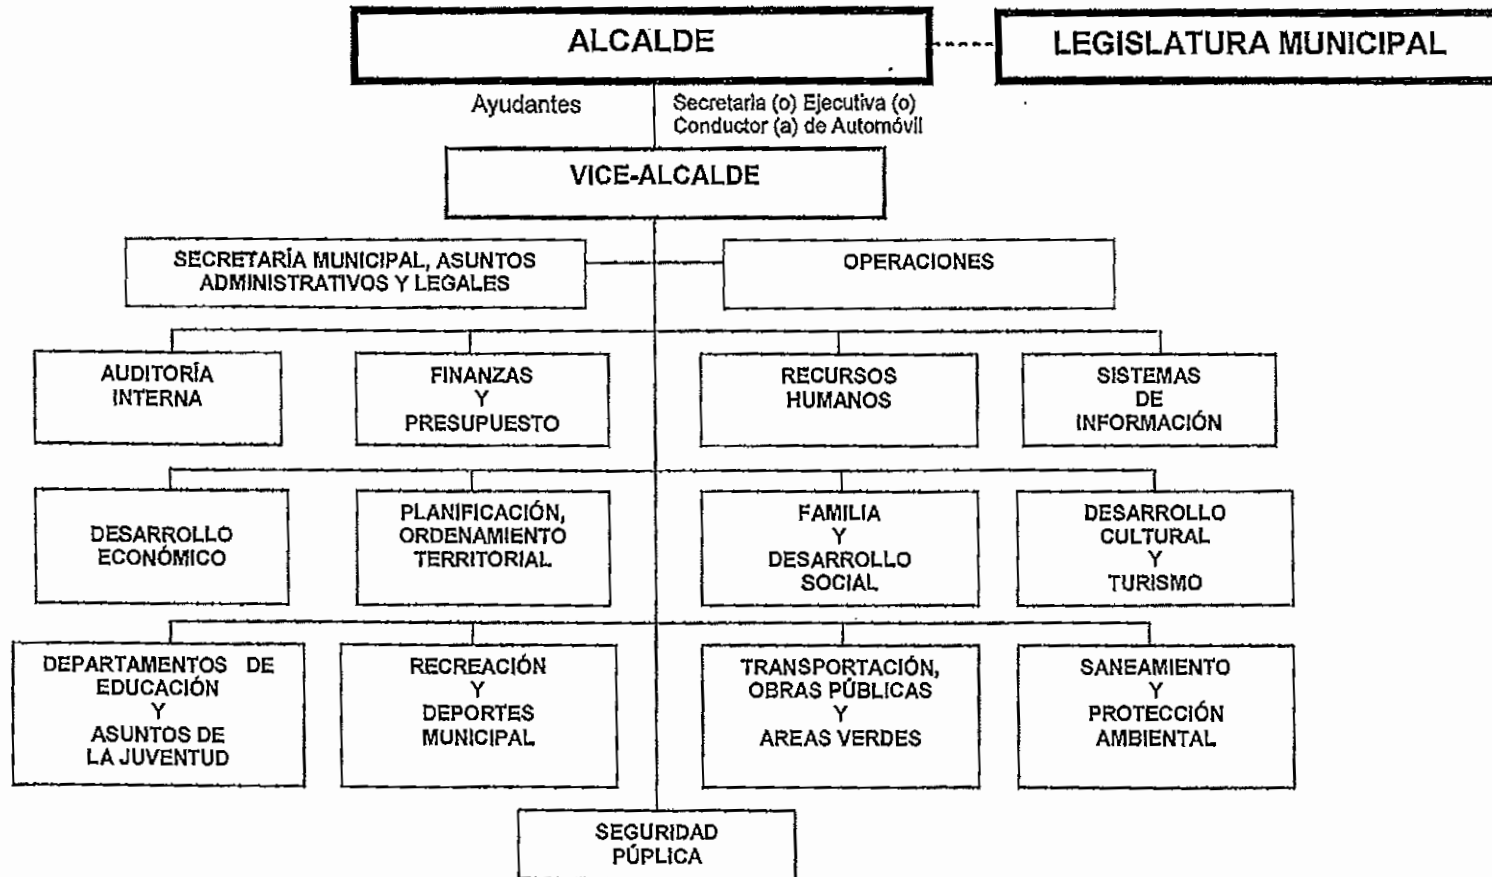 ALCALDE
LEGISLATURA MUNICIPAL
Ayudantes
Secretaria (o) Ejecutiva (o)
Conductor (a) de Automóvil
VICE-ALCALDE
SECRETARÍA MUNICIPAL, ASUNTOS
ADMINISTRATIVOS Y LEGALES
OPERACIONES
AUDITORÍA
INTERNA
FINANZAS
Y
PRESUPUESTO
RECURSOS
HUMANOS
SISTEMAS
DE
INFORMACIÓN
DESARROLLO
ECONÓMICO
PLANIFICACIÓN,
ORDENAMIENTO
TERRITORIAL
FAMILIA
Y
DESARROLLO
SOCIAL
DESARROLLO
CULTURAL
Y
TURISMO
DEPARTAMENTOS DE
EDUCACIÓN
Y
ASUNTOS DE
LA JUVENTUD
RECREACIÓN
Y
DEPORTES
MUNICIPAL
TRANSPORTACIÓN,
OBRAS PÚBLICAS
Y
AREAS VERDES
SANEAMIENTO
Y
PROTECCIÓN
AMBIENTAL
SEGURIDAD
PÚPLICA